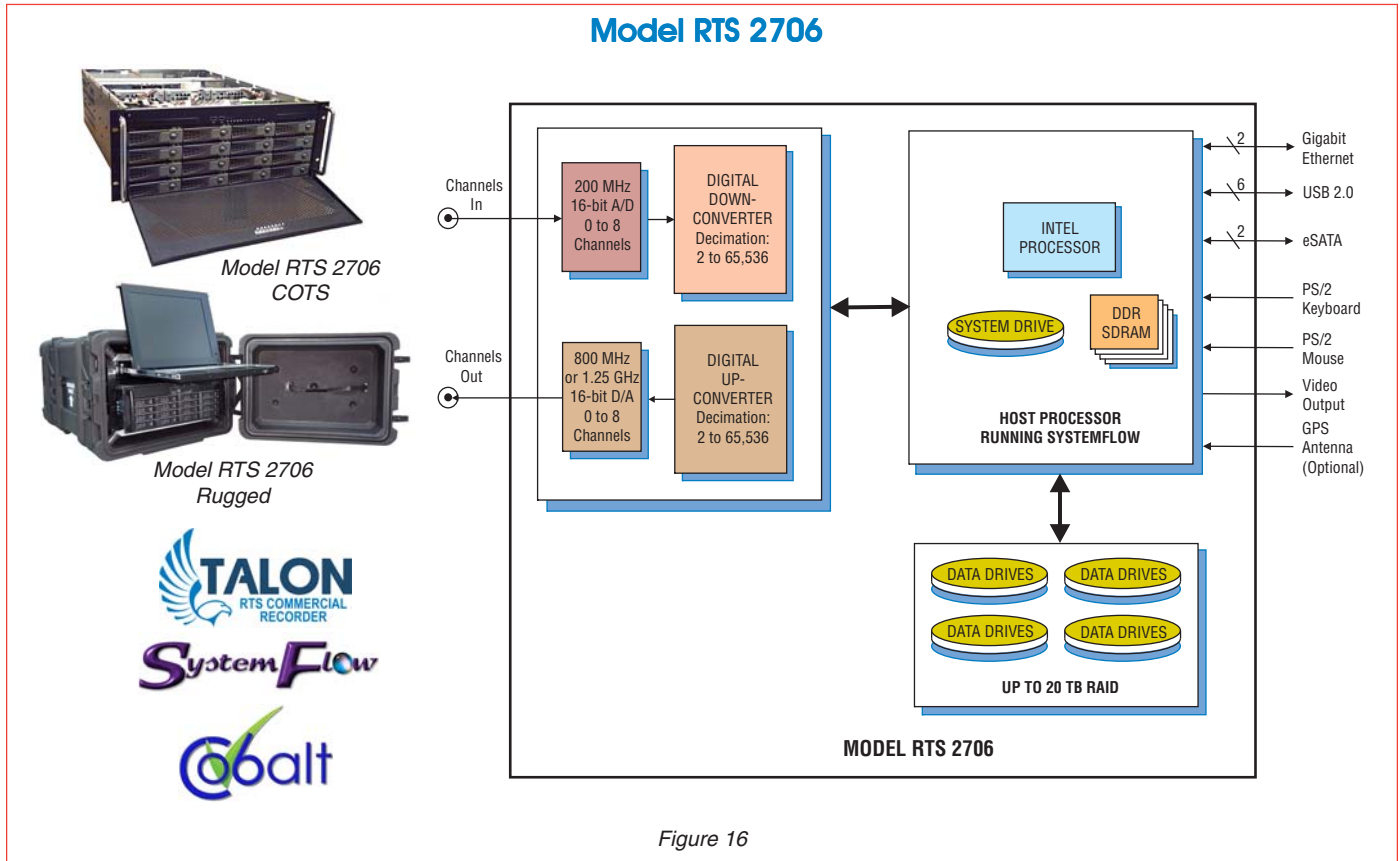 Model RTS 2706
Model RTS 2706
COTS
Model RTS 2706
Rugged
TALON
RTS COMMERCIAL
RECORDER
SystemFlow
Cobalt
Channels
In
200 MHz
16-bit A/D
0 to 8
Channels
DIGITAL
DOWN-
CONVERTER
Decimation:
2 to 65,536
Channels
Out
800 MHz
or 1.25 GHz
16-bit D/A
0 to 8
Channels
DIGITAL
UP-
CONVERTER
Decimation:
2 to 65,536
INTEL
PROCESSOR
SYSTEM DRIVE
DDR
SDRAM
HOST PROCESSOR
RUNNING SYSTEMFLOW
2
Gigabit
Ethernet
6
USB 2.0
2
eSATA
PS/2
Keyboard
PS/2
Mouse
Video
Output
GPS
Antenna
(Optional)
DATA DRIVES
DATA DRIVES
DATA DRIVES
DATA DRIVES
UP TO 20 TB RAID
MODEL RTS 2706
Figure 16